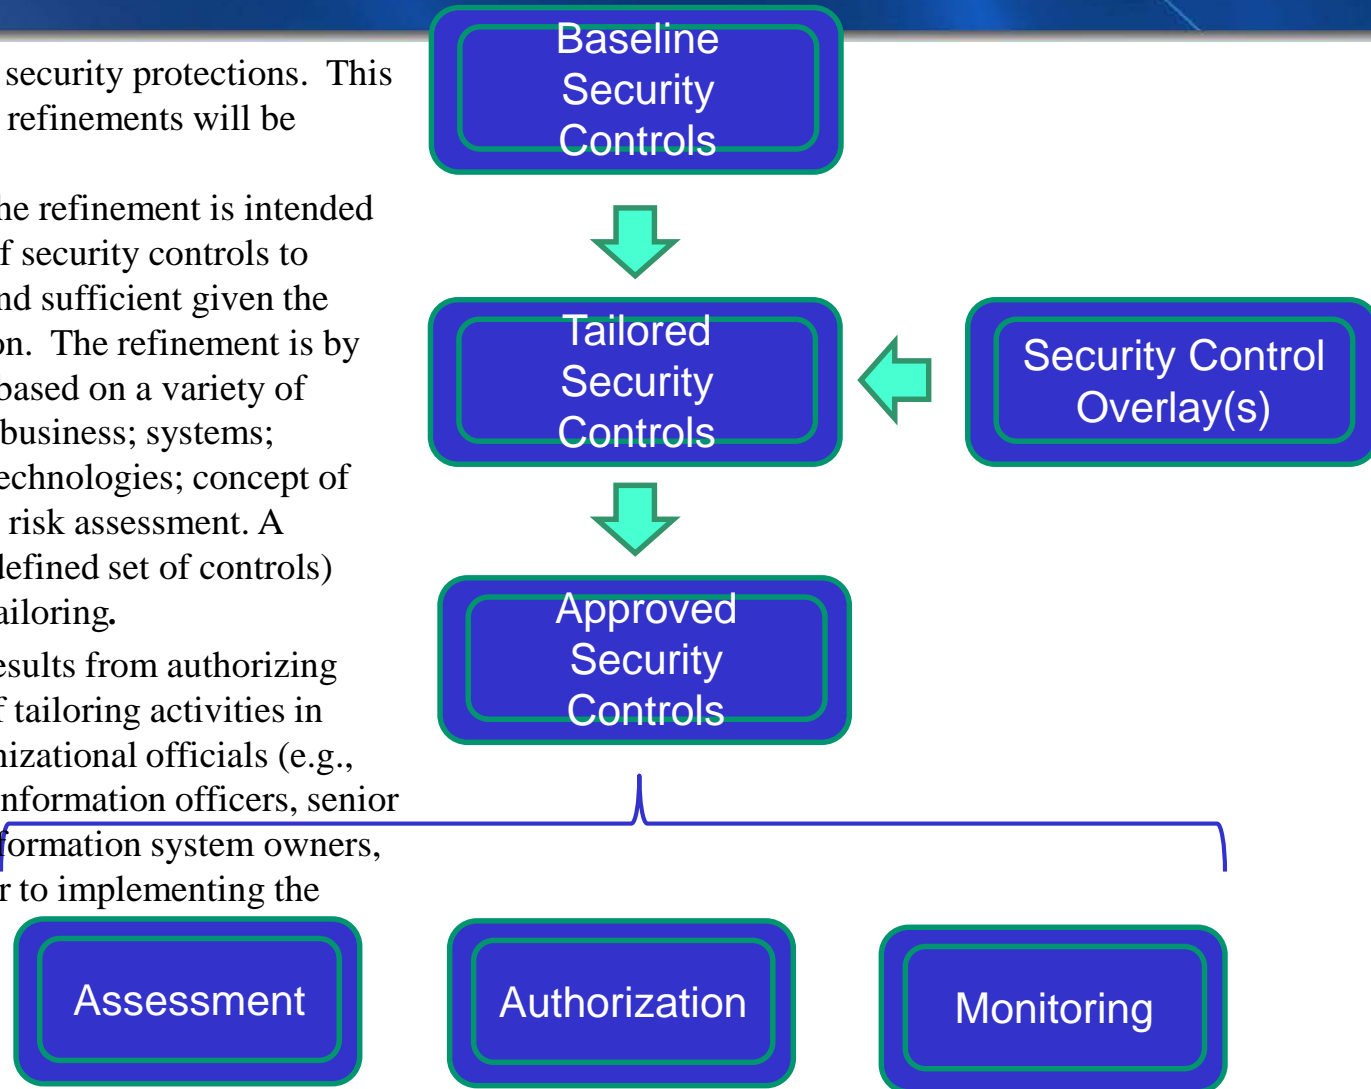 security protections.  This
refinements will be
he refinement is intended
f security controls to
nd sufficient given the
on.  The refinement is by
based on a variety of
business; systems;
echnologies; concept of
risk assessment. A
defined set of controls)
ailoring.
esults from authorizing
f tailoring activities in
nizational officials (e.g.,
information officers, senior
formation system owners,
r to implementing the
Baseline
Security
Controls
Tailored
Security
Controls
Security Control
Overlay(s)
Approved
Security
Controls
Assessment
Authorization
Monitoring